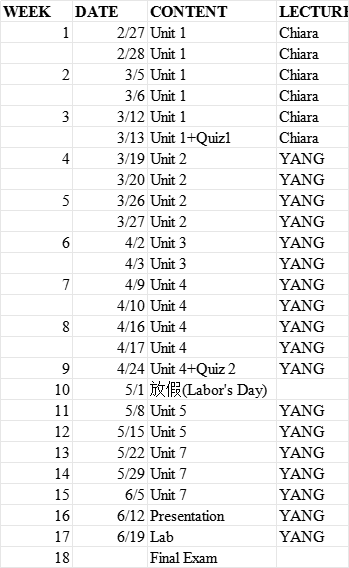 WEEK DATE CONTENT LECTURE
1 2/27 Unit 1 Chiara
2/28 Unit 1 Chiara
2 3/5 Unit 1 Chiara
3/6 Unit 1 Chiara
3 3/12 Unit 1 Chiara
3/13 Unit 1+Quiz1 Chiara
4 3/19 Unit 2 YANG
3/20 Unit 2 YANG
5 3/26 Unit 2 YANG
3/27 Unit 2 YANG
6 4/2 Unit 3 YANG
4/3 Unit 3 YANG
7 4/9 Unit 4 YANG
4/10 Unit 4 YANG
8 4/16 Unit 4 YANG
4/17 Unit 4 YANG
9 4/24 Unit 4+Quiz 2 YANG
10 5/1 放假(Labor's Day)
11 5/8 Unit 5 YANG
12 5/15 Unit 5 YANG
13 5/22 Unit 7 YANG
14 5/29 Unit 7 YANG
15 6/5 Unit 7 YANG
16 6/12 Presentation YANG
17 6/19 Lab YANG
18 Final Exam